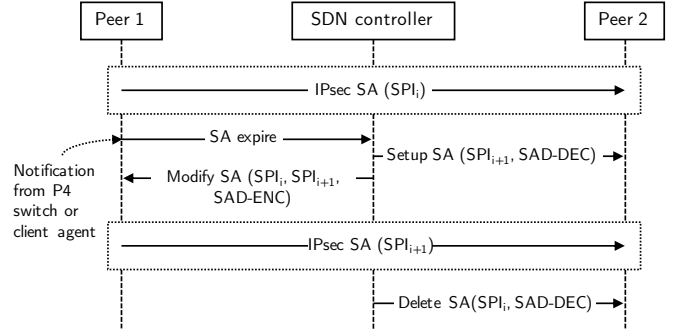 Peer 1
SDN controller
Peer 2
IPsec SA (SPIi)
SA expire
Setup SA (SPIi+1, SAD-DEC)
Notification
from P4
switch or
client agent
Modify SA (SPIi, SPIi+1,
SAD-ENC)
IPsec SA (SPIi+1)
Delete SA(SPIi, SAD-DEC)